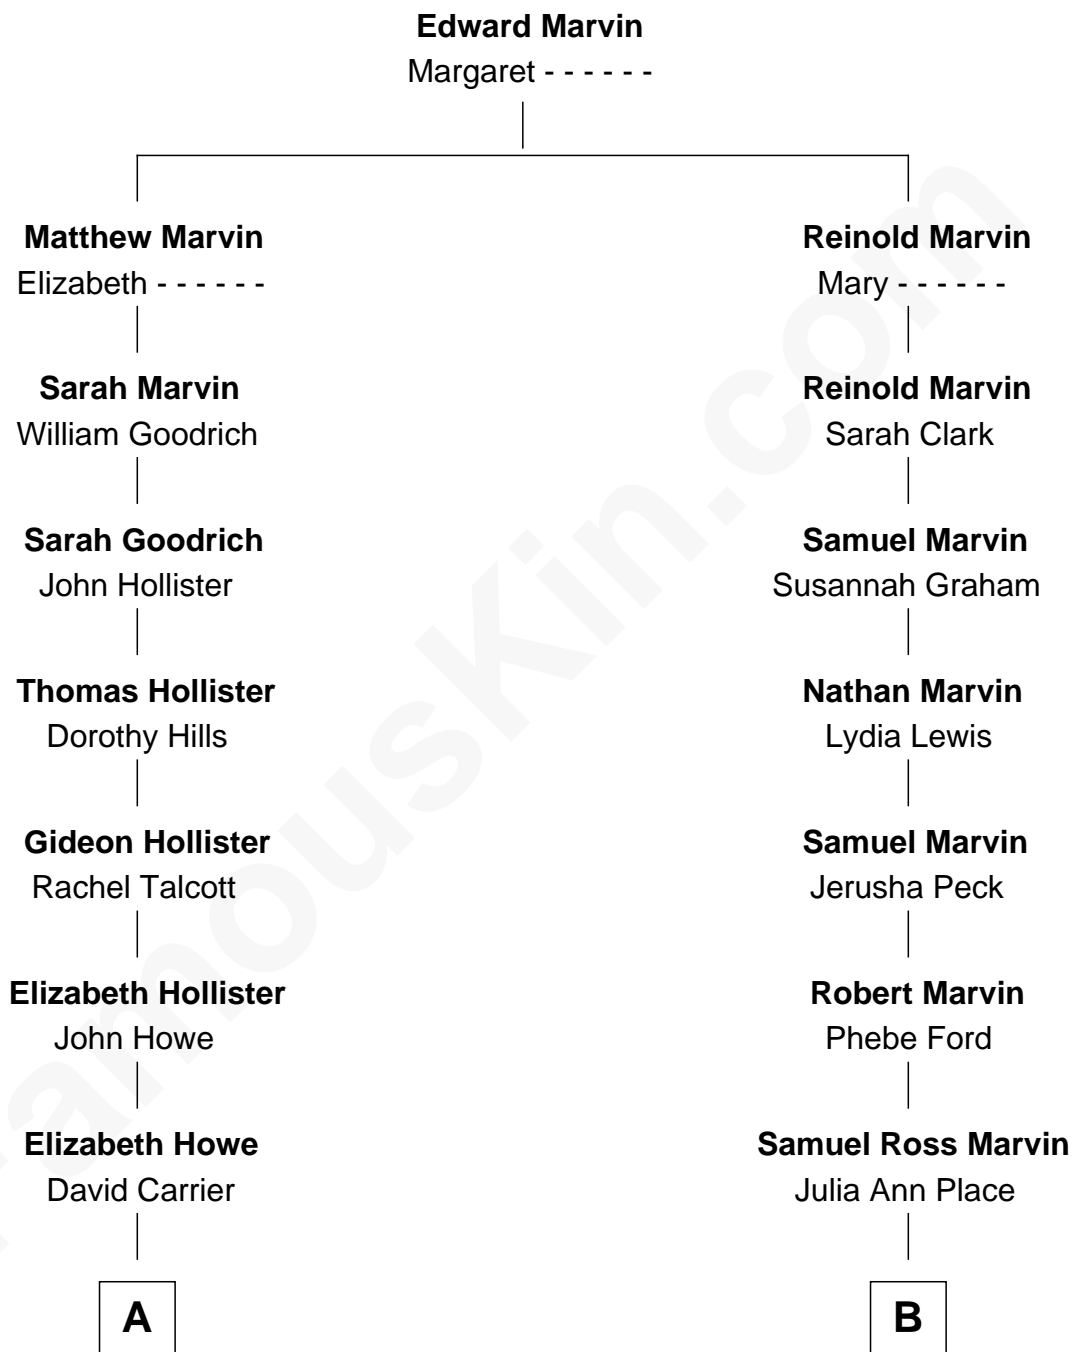 Edward Marvin
Margaret - - - - - -
Matthew Marvin
Elizabeth - - - - - -
Reinold Marvin
Mary - - - - - -
Sarah Marvin
William Goodrich
Reinold Marvin
Sarah Clark
Sarah Goodrich
John Hollister
Samuel Marvin
Susannah Graham
Thomas Hollister
Dorothy Hills
Nathan Marvin
Lydia Lewis
Gideon Hollister
Rachel Talcott
Samuel Marvin
Jerusha Peck
Elizabeth Hollister
John Howe
Robert Marvin
Phebe Ford
Elizabeth Howe
David Carrier
Samuel Ross Marvin
Julia Ann Place
A
B
FamousKin.com